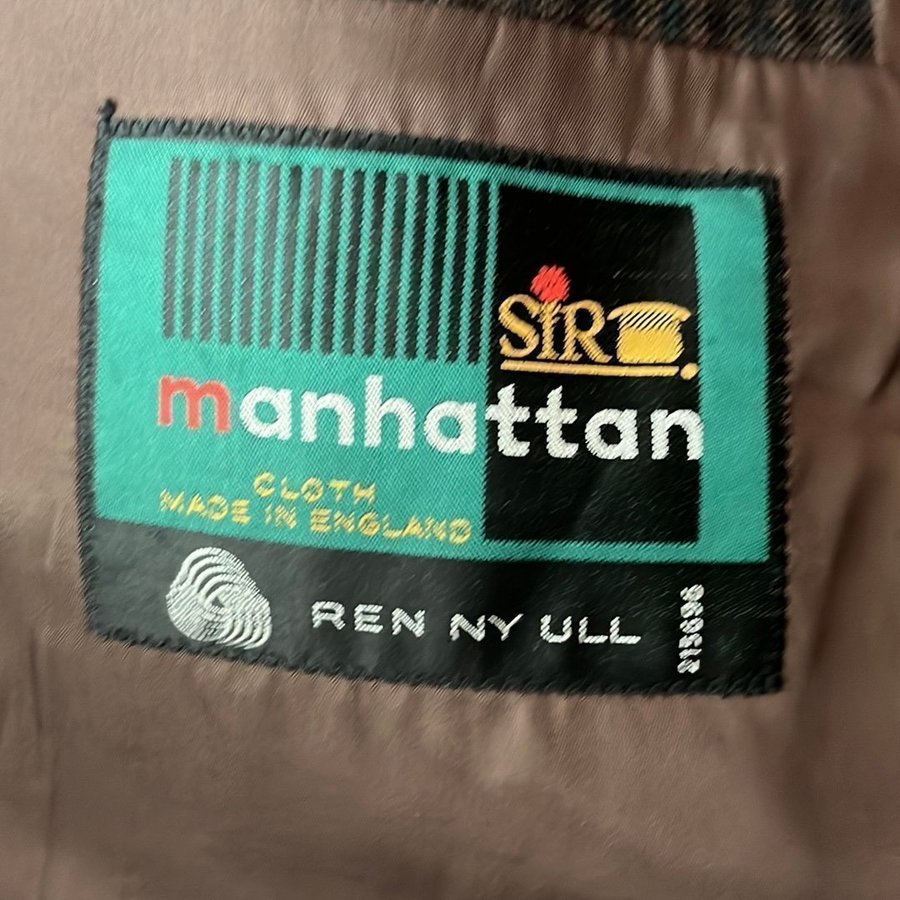 SiR
manhattan
CLOTH
MADE IN ENGLAND
REN NY ULL